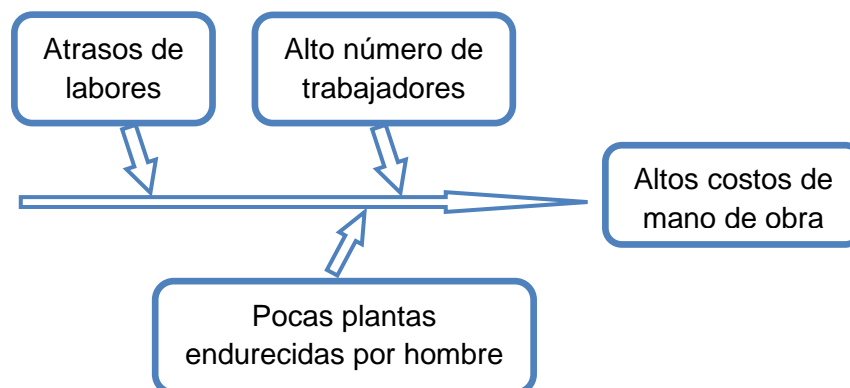 Atrasos de
labores
Alto número de
trabajadores
Altos costos de
mano de obra
Pocas plantas
endurecidas por hombre